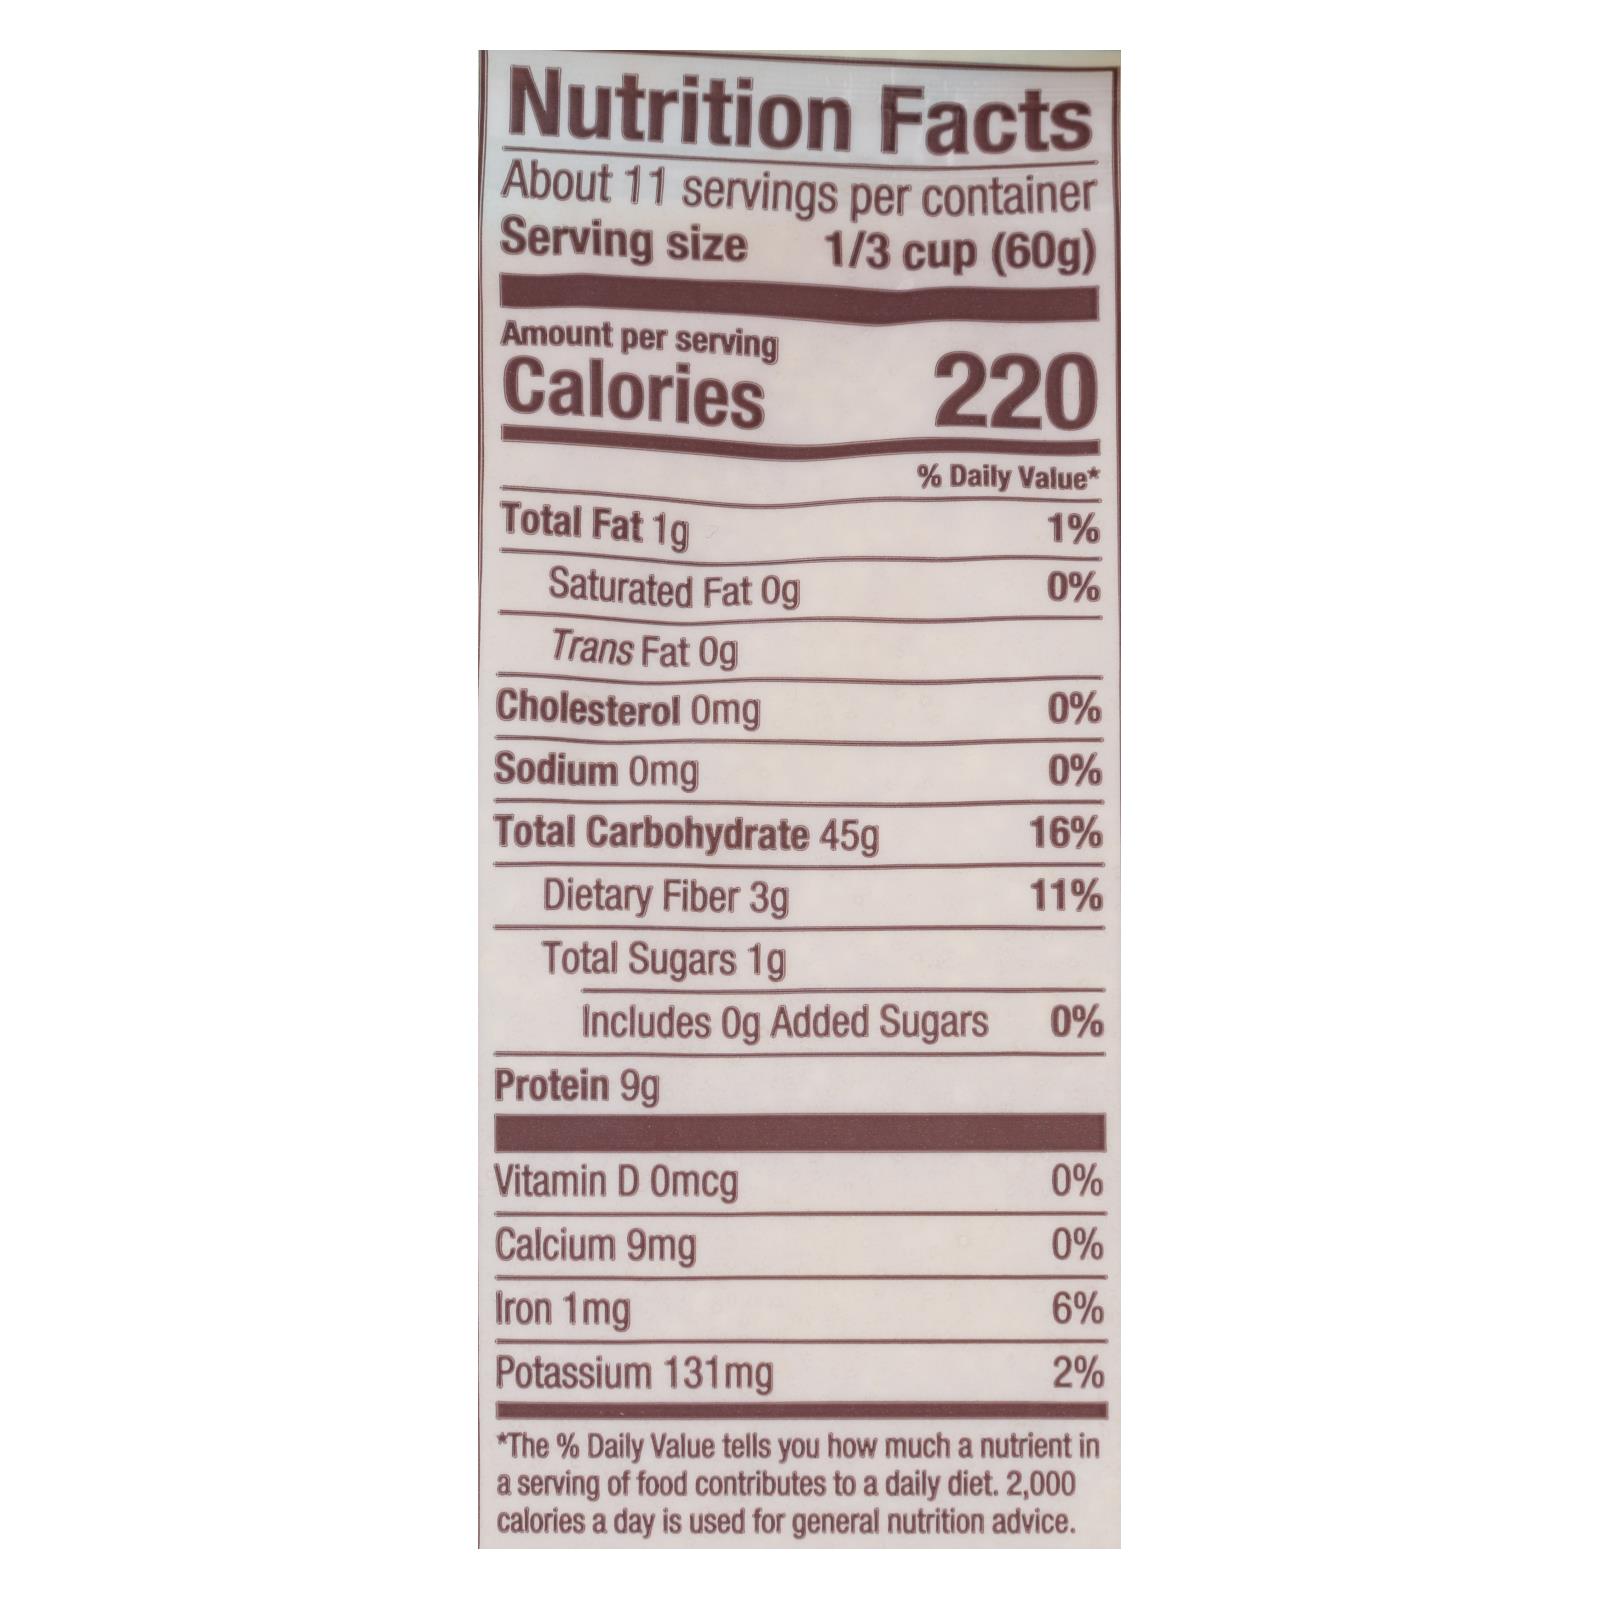 Nutrition Facts
About 11 servings per container
Serving size 1/3 cup (60g)
Amount per serving
Calories 220
% Daily Value*
Total Fat 1g 1%
Saturated Fat 0g 0%
Trans Fat 0g
Cholesterol 0mg 0%
Sodium 0mg 0%
Total Carbohydrate 45g 16%
Dietary Fiber 3g 11%
Total Sugars 1g
Includes 0g Added Sugars 0%
Protein 9g
Vitamin D 0mcg 0%
Calcium 9mg 0%
Iron 1mg 6%
Potassium 131mg 2%
*The % Daily Value tells you how much a nutrient in
a serving of food contributes to a daily diet. 2,000
calories a day is used for general nutrition advice.